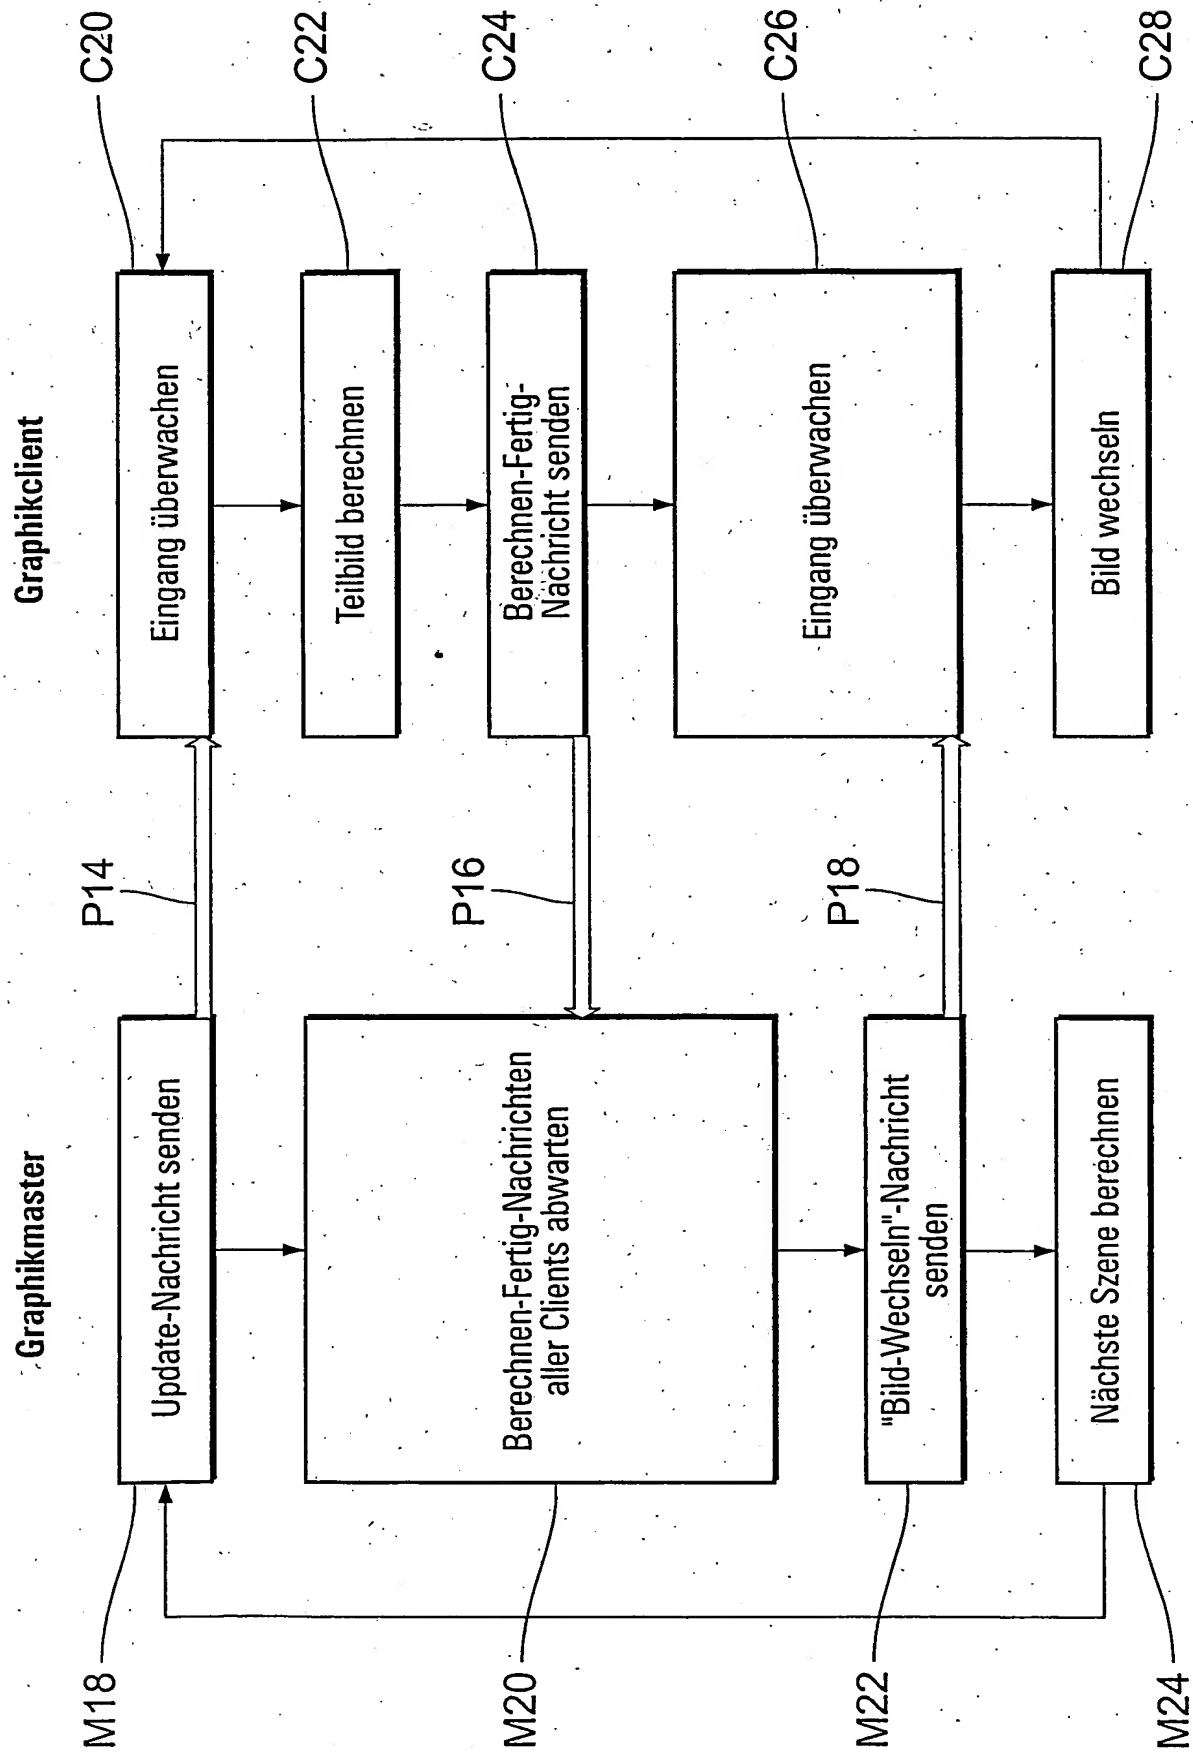 Graphikmaster
Graphikclient
M18
Update-Nachricht senden
P14
Eingang überwachen
C20
Teilbild berechnen
C22
M20
Berechnen-Fertig-Nachrichten
aller Clients abwarten
P16
Berechnen-Fertig-
Nachricht senden
C24
Eingang überwachen
C26
M22
"Bild-Wechseln"-Nachricht
senden
P18
M24
Nächste Szene berechnen
Bild wechseln
C28